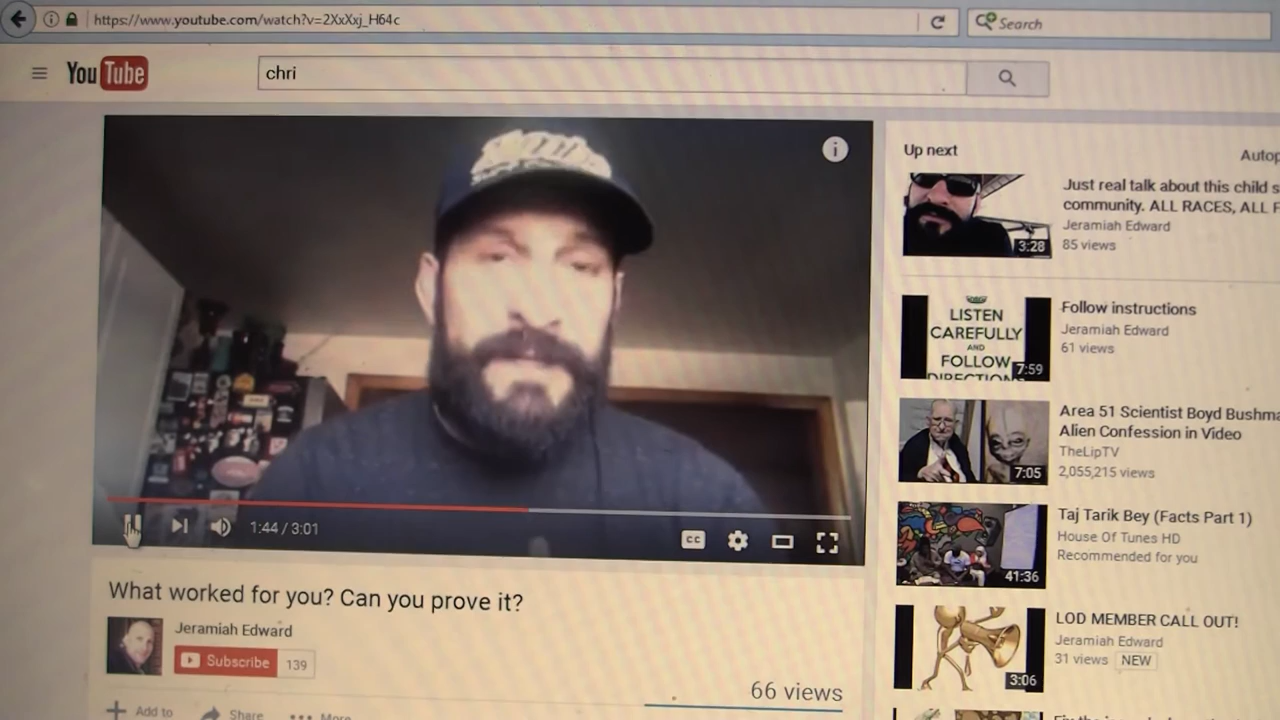 https://www.youtube.com/watch?v=2XxXxj_H64c
Search
YouTube
chri
Up next
Autop
Just real talk about this child s
community. ALL RACES, ALL F
Jeramiah Edward
85 views
3:28
Follow instructions
Jeramiah Edward
61 views
LISTEN
CAREFULLY
AND
FOLLOW
DIRECTION
7:59
Area 51 Scientist Boyd Bushma
Alien Confession in Video
TheLipTV
2,055,215 views
7:05
Taj Tarik Bey (Facts Part 1)
House Of Tunes HD
Recommended for you
41:36
LOD MEMBER CALL OUT!
Jeramiah Edward
31 views NEW
3:06
1:44 / 3:01
CC
What worked for you? Can you prove it?
Jeramiah Edward
Subscribe 139
66 views
Add to Share More